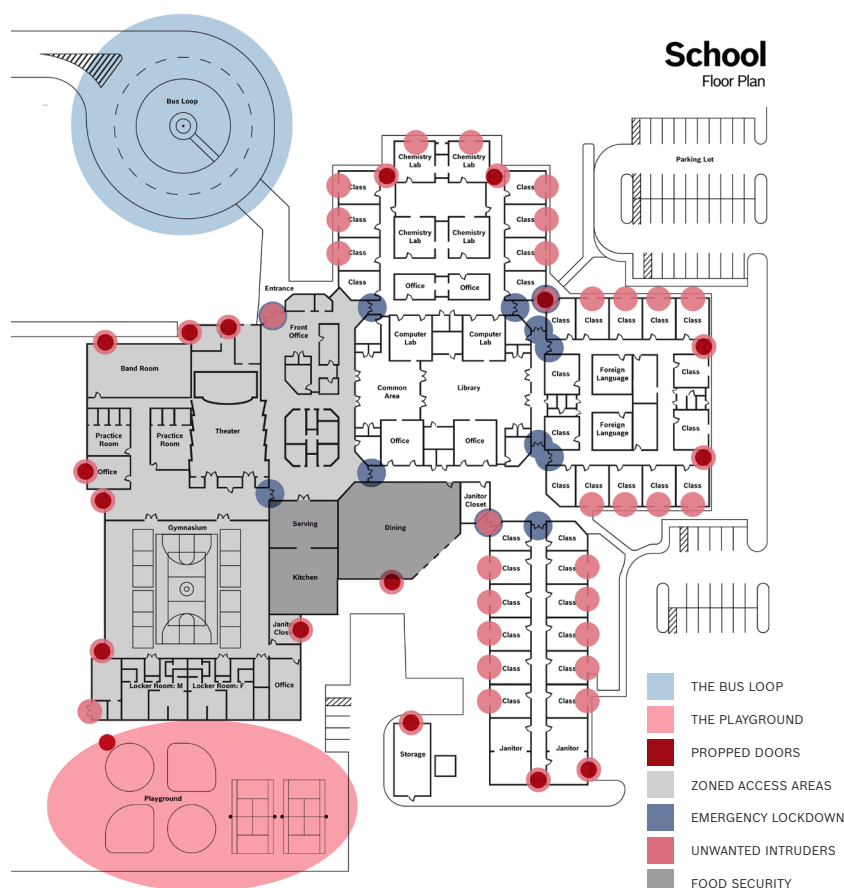 School
Floor Plan
Bus Loop
Parking Lot
Chemistry
Lab
Chemistry
Lab
Class
Class
Class
Class
Class
Class
Chemistry
Lab
Chemistry
Lab
Class
Class
Office
Office
Entrance
Front
Office
Computer
Lab
Computer
Lab
Class
Class
Class
Class
Class
Band Room
Common
Area
Library
Class
Foreign
Language
Class
Practice
Room
Practice
Room
Theater
Office
Office
Class
Foreign
Language
Class
Office
Class
Class
Class
Class
Class
Janitor
Closet
Serving
Dining
Gymnasium
Class
Class
Kitchen
Class
Class
Class
Class
Janitor
Closet
Class
Class
Class
Class
Locker Room: M
Locker Room: F
Office
Class
Class
Storage
Janitor
Janitor
Playground
THE BUS LOOP
THE PLAYGROUND
PROPPED DOORS
ZONED ACCESS AREAS
EMERGENCY LOCKDOWN
UNWANTED INTRUDERS
FOOD SECURITY